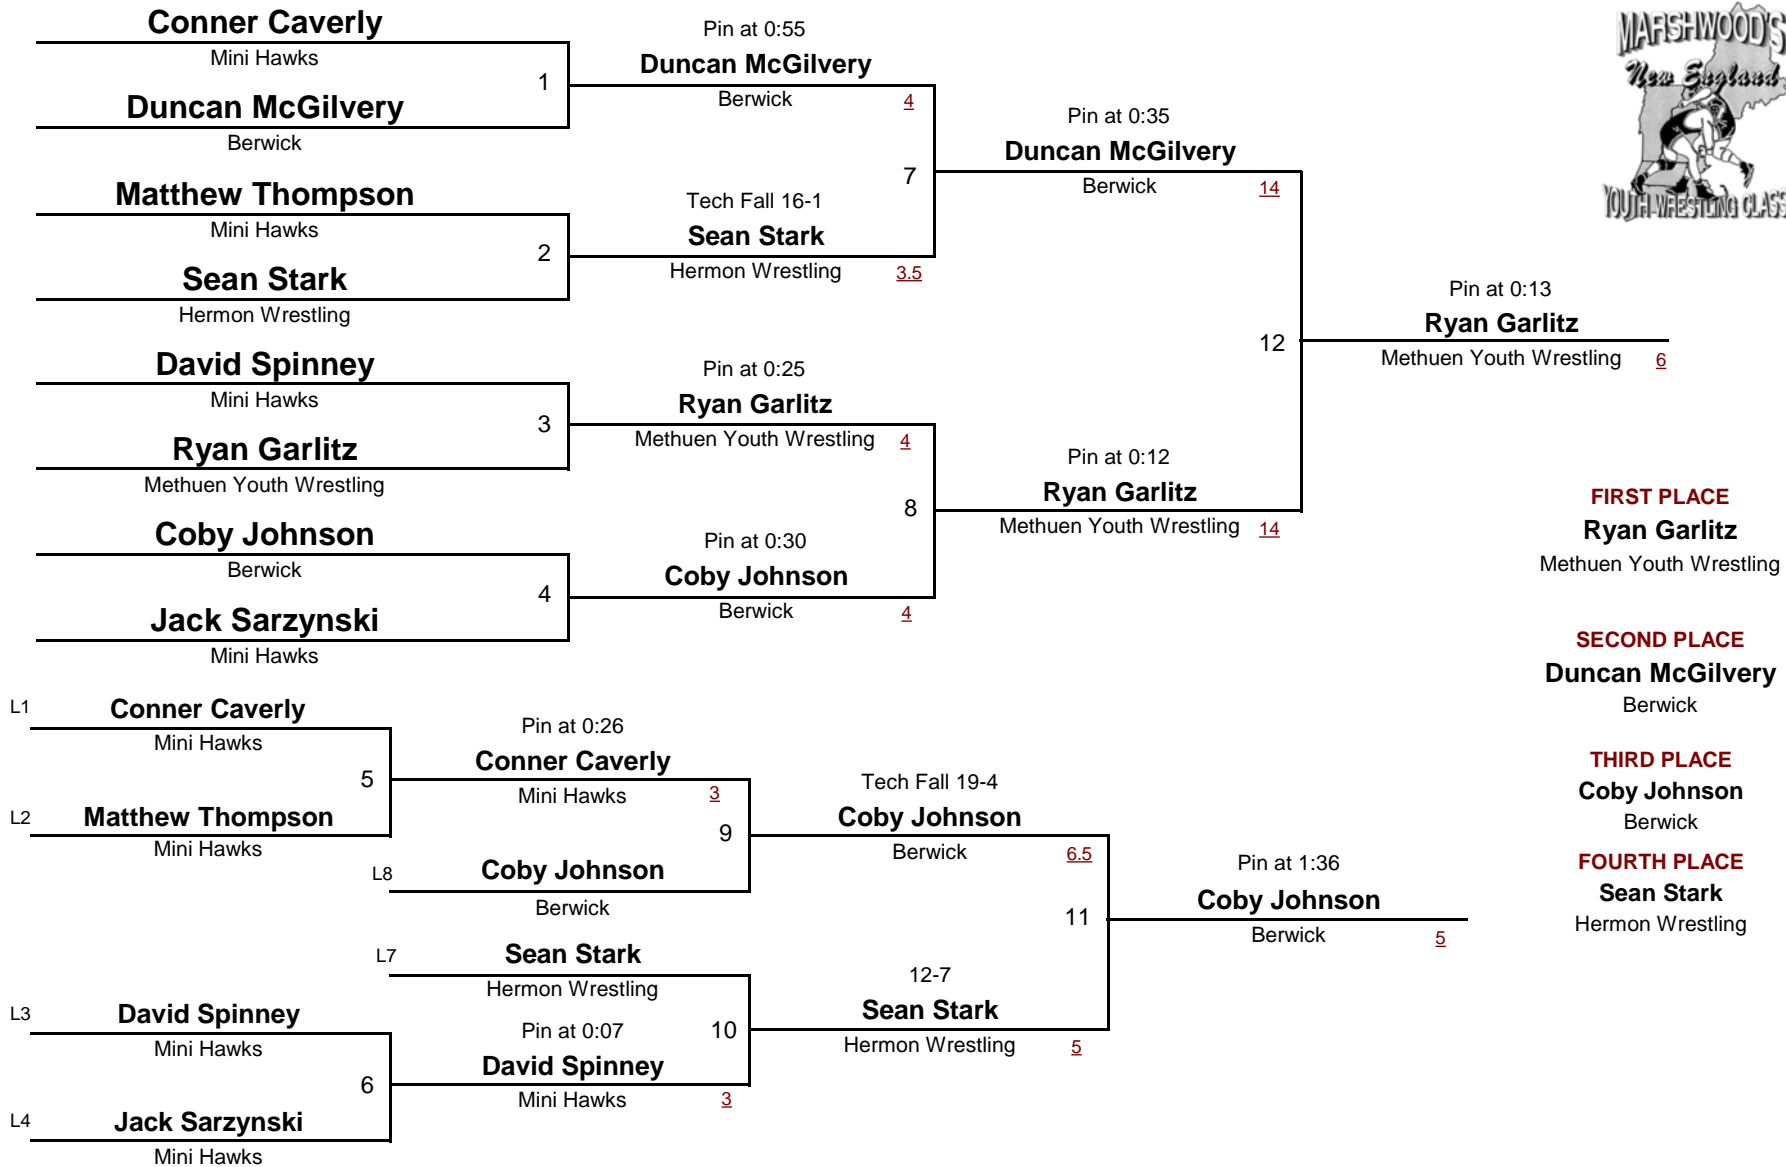 Conner Caverly
Mini Hawks
1
Duncan McGilvery
Berwick
Pin at 0:55
Duncan McGilvery
Berwick 4
Matthew Thompson
Mini Hawks
2
Sean Stark
Hermon Wrestling
Tech Fall 16-1
Sean Stark
Hermon Wrestling 3.5
7
Pin at 0:35
Duncan McGilvery
Berwick 14
David Spinney
Mini Hawks
3
Ryan Garlitz
Methuen Youth Wrestling
Pin at 0:25
Ryan Garlitz
Methuen Youth Wrestling 4
Coby Johnson
Berwick
4
Jack Sarzynski
Mini Hawks
Pin at 0:30
Coby Johnson
Berwick 4
8
Pin at 0:12
Ryan Garlitz
Methuen Youth Wrestling 14
12
Pin at 0:13
Ryan Garlitz
Methuen Youth Wrestling 6
MARSHWOOD'S
New England
YOUTH WRESTLING CLASS
FIRST PLACE
Ryan Garlitz
Methuen Youth Wrestling
SECOND PLACE
Duncan McGilvery
Berwick
THIRD PLACE
Coby Johnson
Berwick
FOURTH PLACE
Sean Stark
Hermon Wrestling
L1 Conner Caverly
Mini Hawks
5
L2 Matthew Thompson
Mini Hawks
Pin at 0:26
Conner Caverly
Mini Hawks 3
9
L8 Coby Johnson
Berwick
Tech Fall 19-4
Coby Johnson
Berwick 6.5
L7 Sean Stark
Hermon Wrestling
10
L3 David Spinney
Mini Hawks
6
L4 Jack Sarzynski
Mini Hawks
Pin at 0:07
David Spinney
Mini Hawks 3
12-7
Sean Stark
Hermon Wrestling 5
11
Pin at 1:36
Coby Johnson
Berwick 5